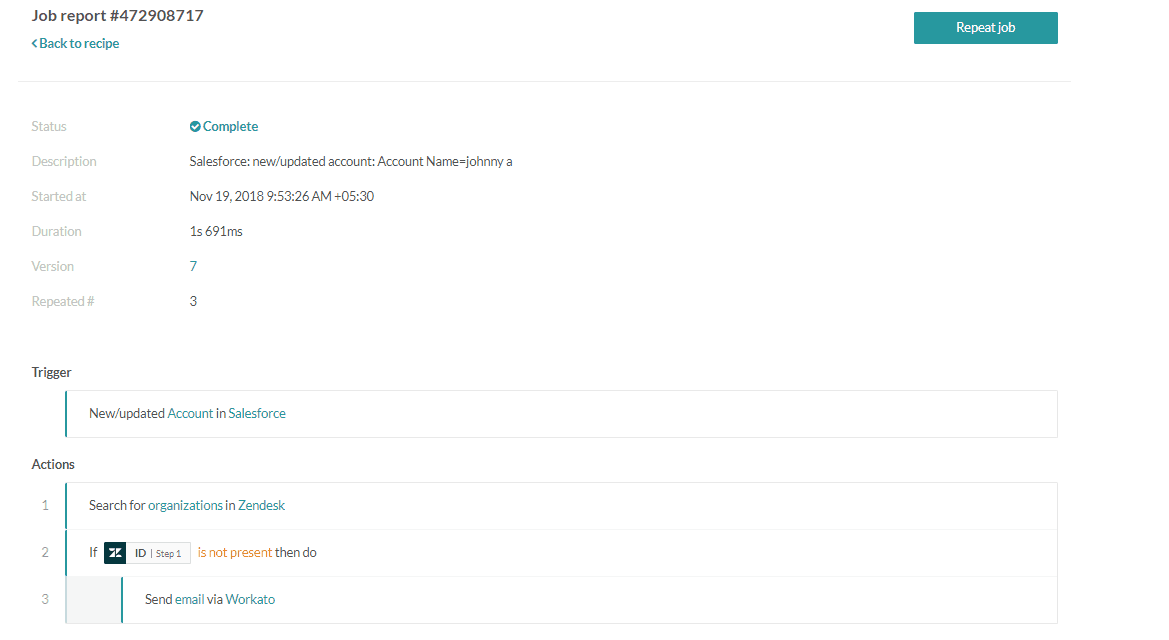 Job report #472908717
Repeat job
Back to recipe
Status Complete
Description Salesforce: new/updated account: Account Name=johnny a
Started at Nov 19, 2018 9:53:26 AM +05:30
Duration 1s 691ms
Version 7
Repeated # 3
Trigger
New/updated Account in Salesforce
Actions
1 Search for organizations in Zendesk
2 If ID | Step 1 is not present then do
3 Send email via Workato